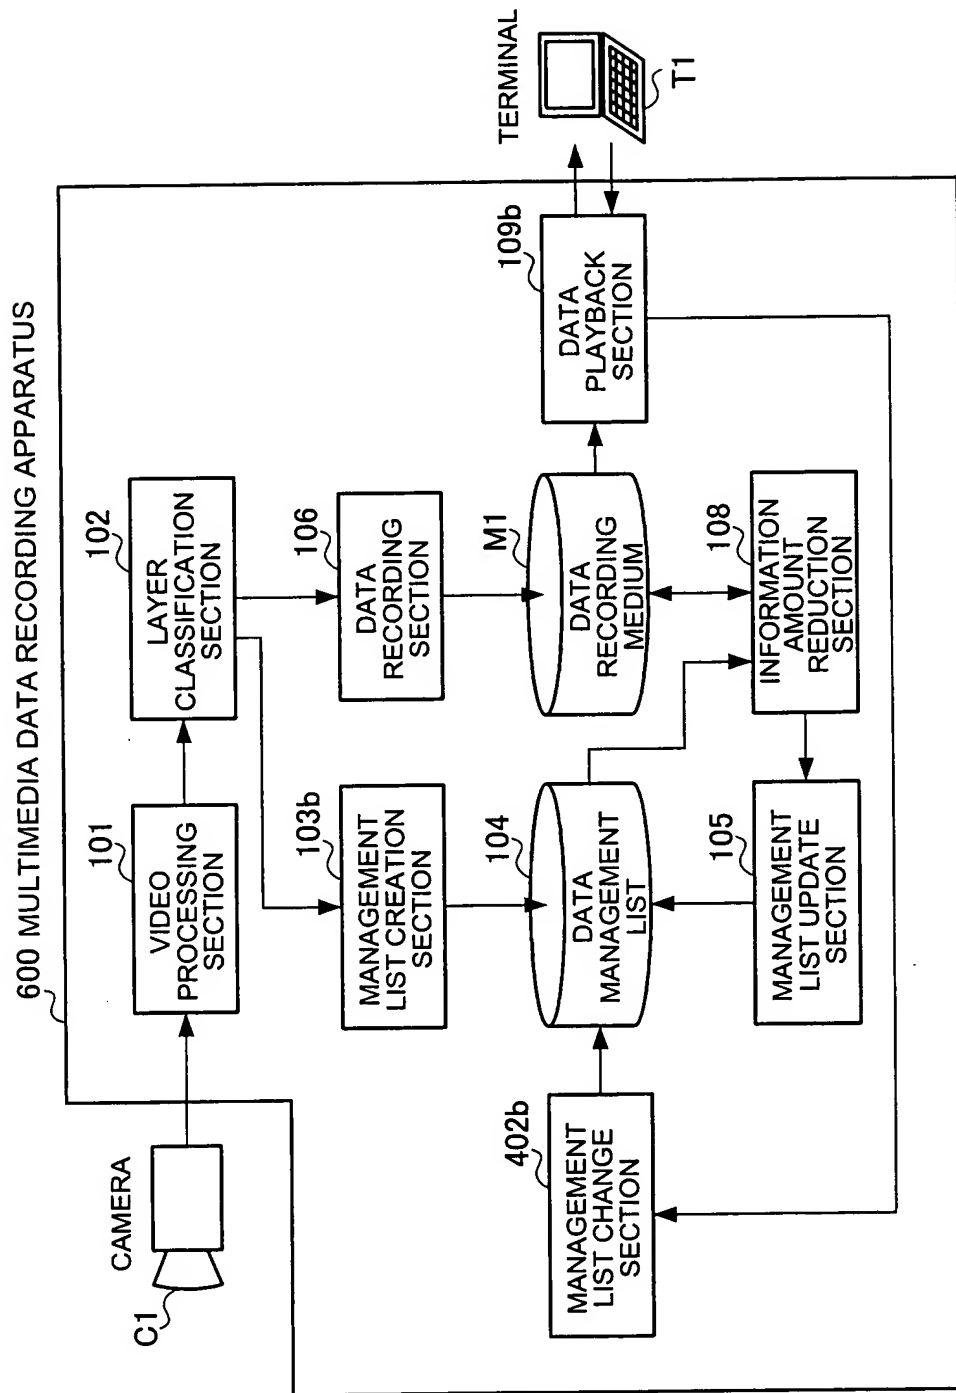 600 MULTIMEDIA DATA RECORDING APPARATUS
CAMERA
C1
101
VIDEO
PROCESSING
SECTION
102
LAYER
CLASSIFICATION
SECTION
103b
MANAGEMENT
LIST CREATION
SECTION
106
DATA
RECORDING
SECTION
402b
MANAGEMENT
LIST CHANGE
SECTION
104
DATA
MANAGEMENT
LIST
M1
DATA
RECORDING
MEDIUM
109b
DATA
PLAYBACK
SECTION
TERMINAL
T1
105
MANAGEMENT
LIST UPDATE
SECTION
108
INFORMATION
AMOUNT
REDUCTION
SECTION